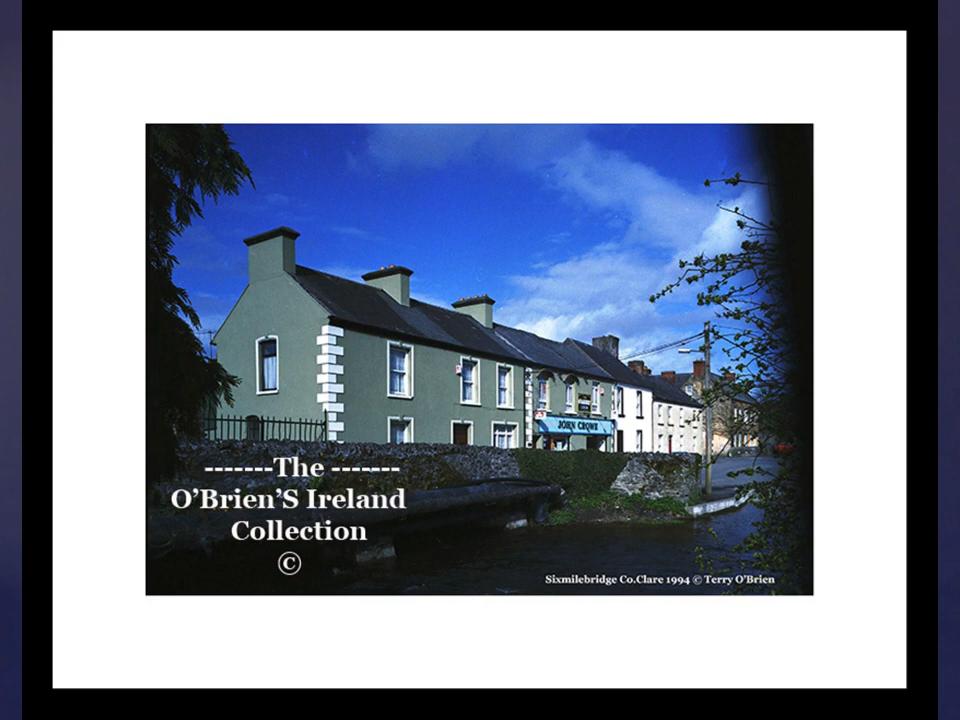 JOHN CROWE
-------The -------
O’Brien’S Ireland
Collection
©
Sixmilebridge Co.Clare 1994 © Terry O’Brien